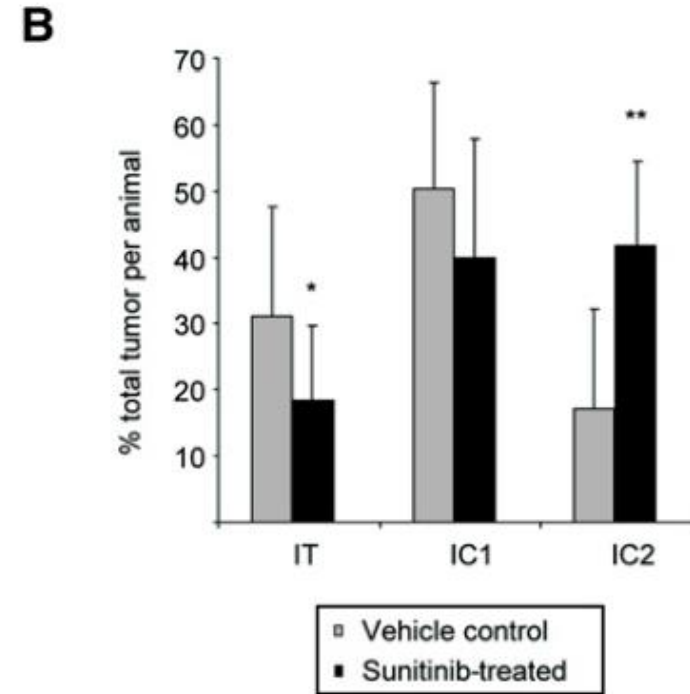 B
% total tumor per animal
70
60
50
40
30
20
10
*
**
IT IC1 IC2
Vehicle control
Sunitinib-treated